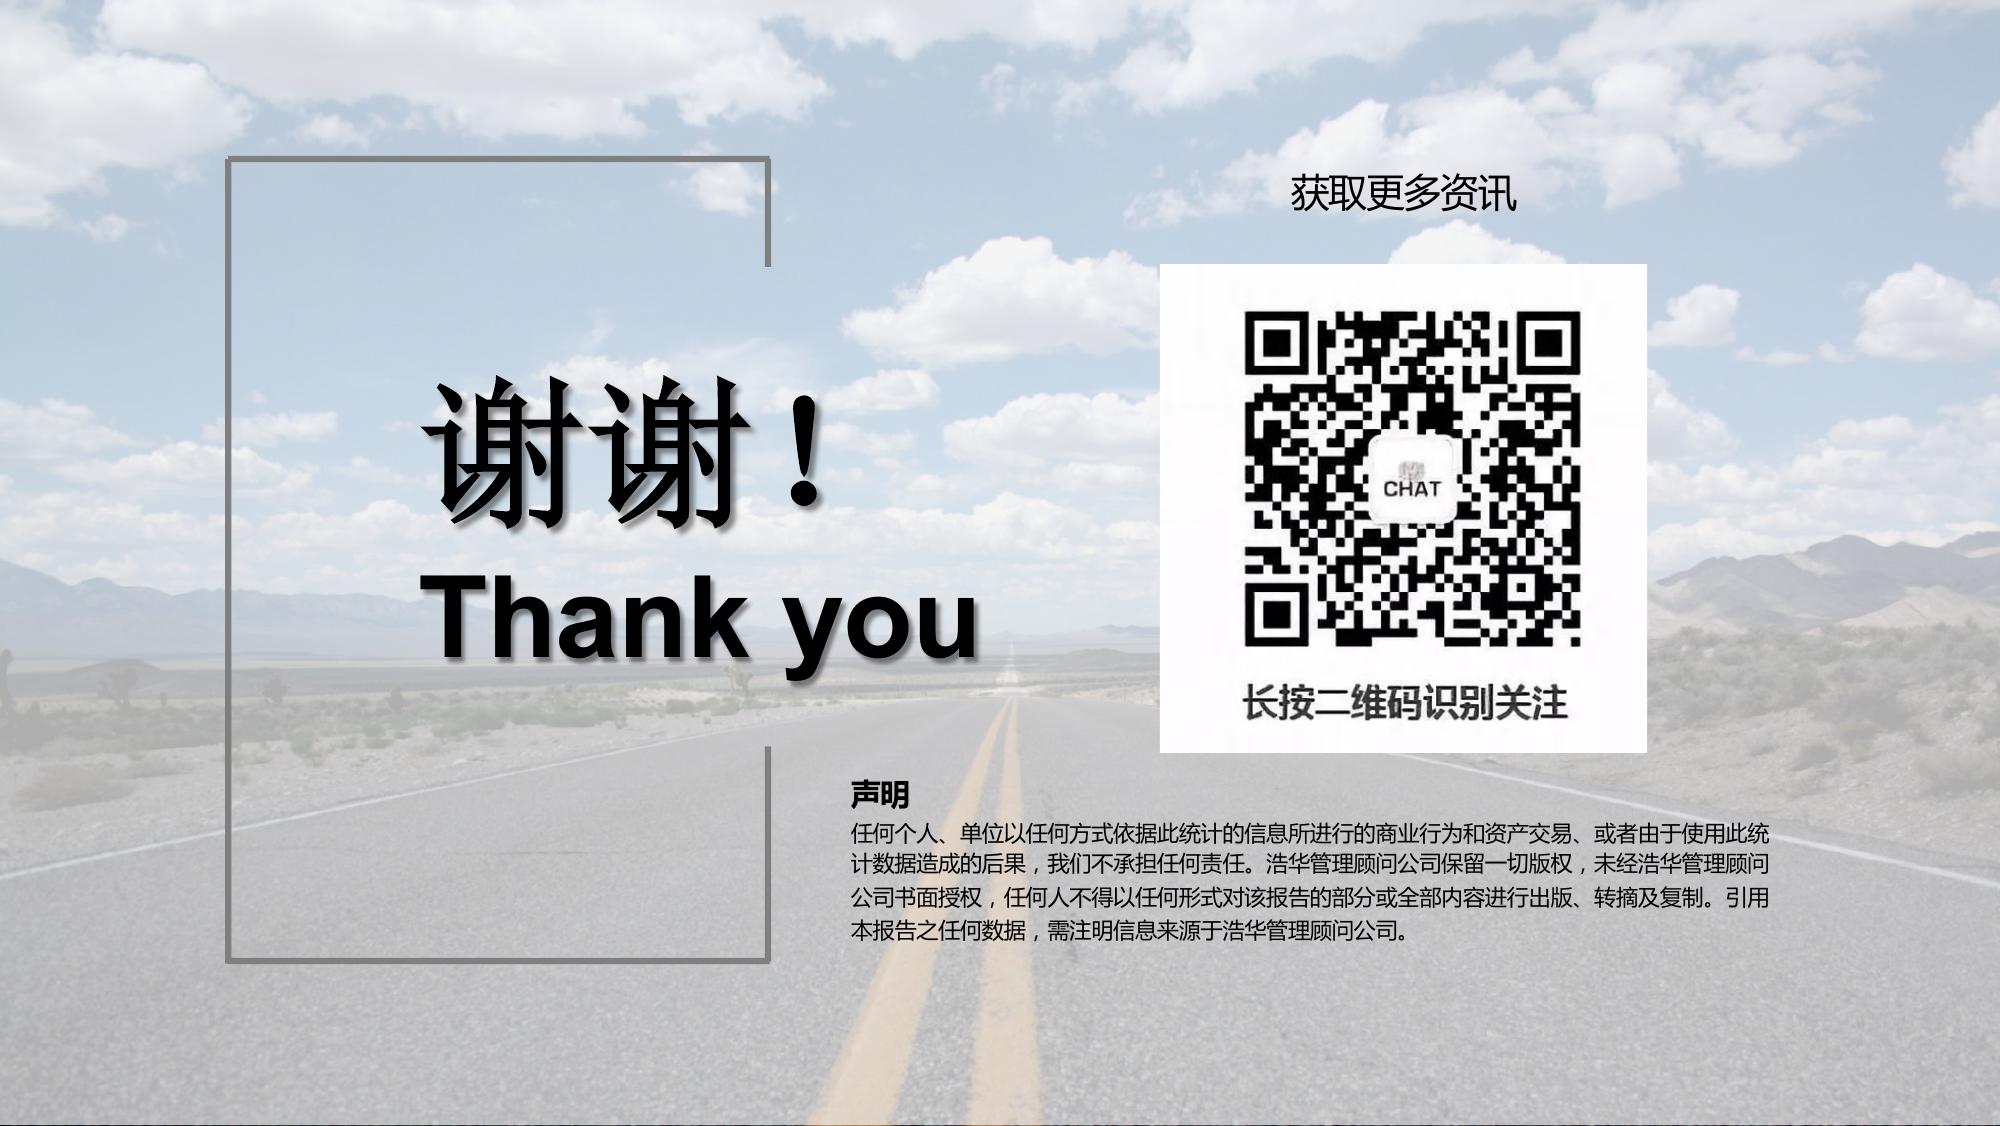 谢谢！
Thank you
获取更多资讯
CHAT
长按二维码识别关注
声明
任何个人、单位以任何方式依据此统计的信息所进行的商业行为和资产交易、或者由于使用此统
计数据造成的后果，我们不承担任何责任。浩华管理顾问公司保留一切版权，未经浩华管理顾问
公司书面授权，任何人不得以任何形式对该报告的部分或全部内容进行出版、转摘及复制。引用
本报告之任何数据，需注明信息来源于浩华管理顾问公司。